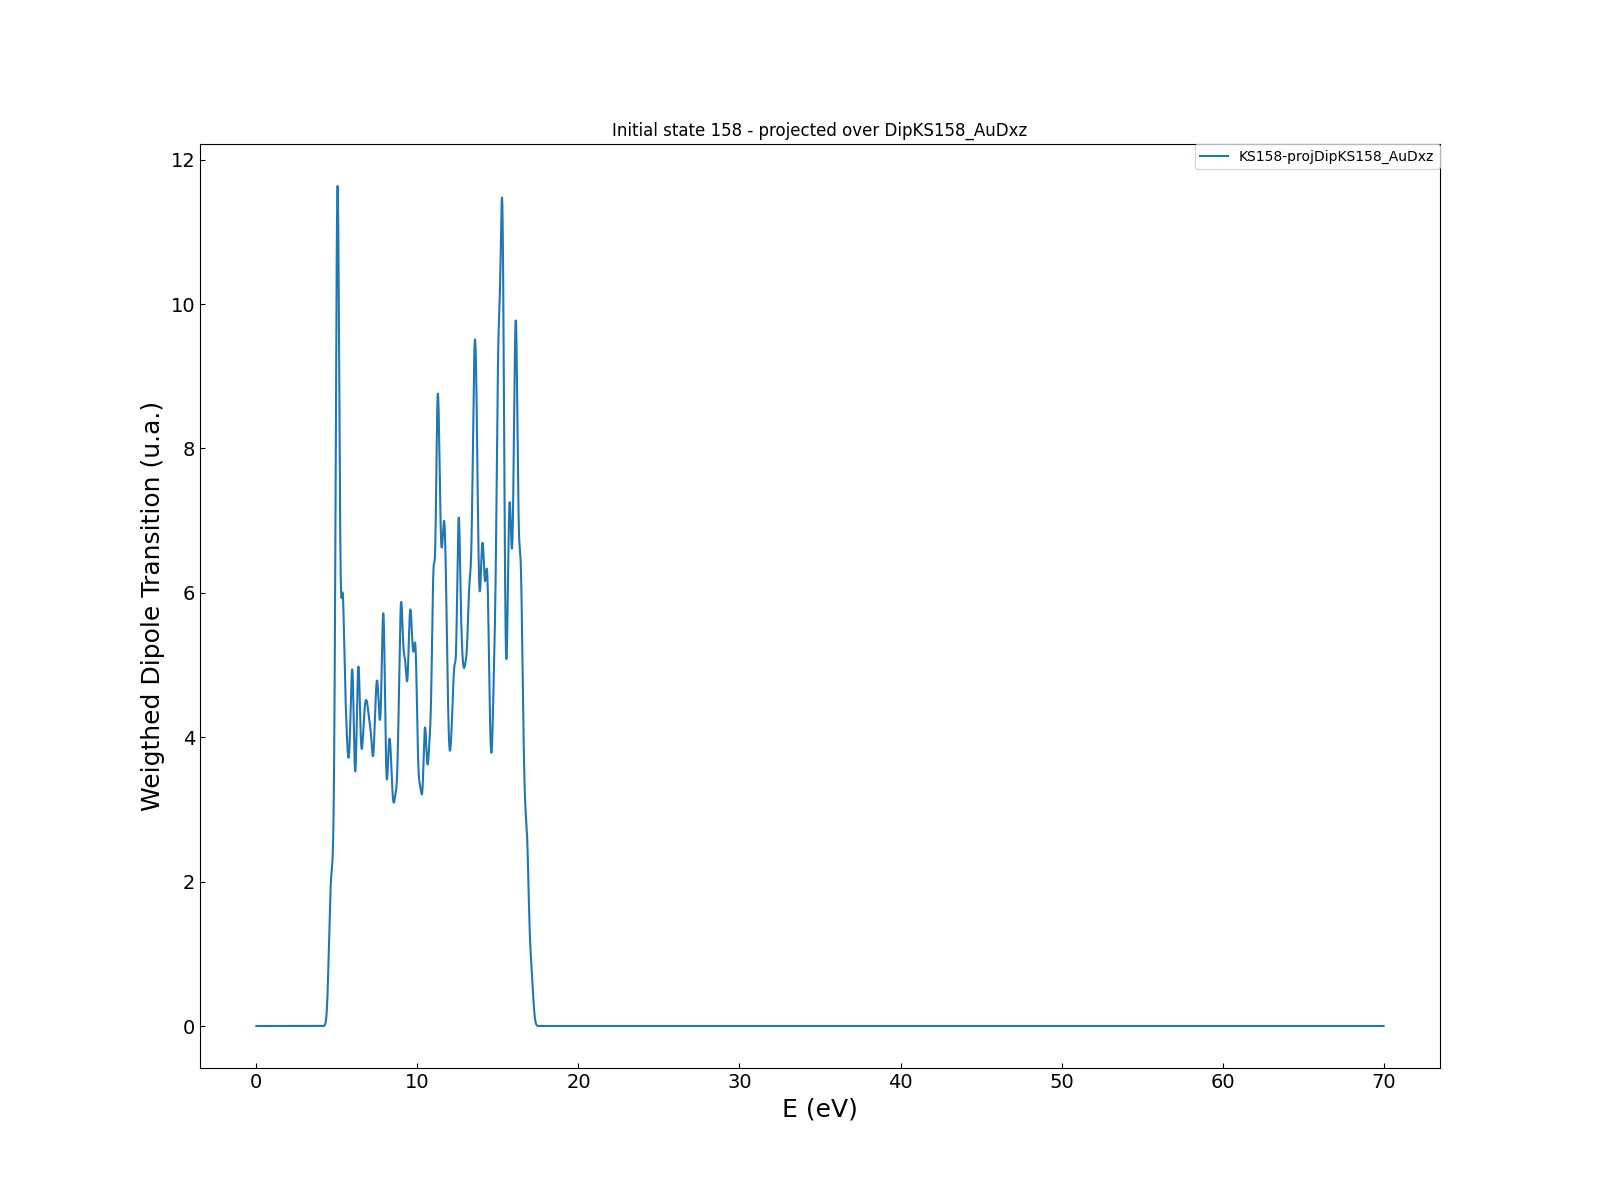 Initial state 158 - projected over DipKS158_AuDxz
KS158-projDipKS158_AuDxz
12
10
8
6
4
2
0
Weigthed Dipole Transition (u.a.)
0 10 20 30 40 50 60 70
E (eV)